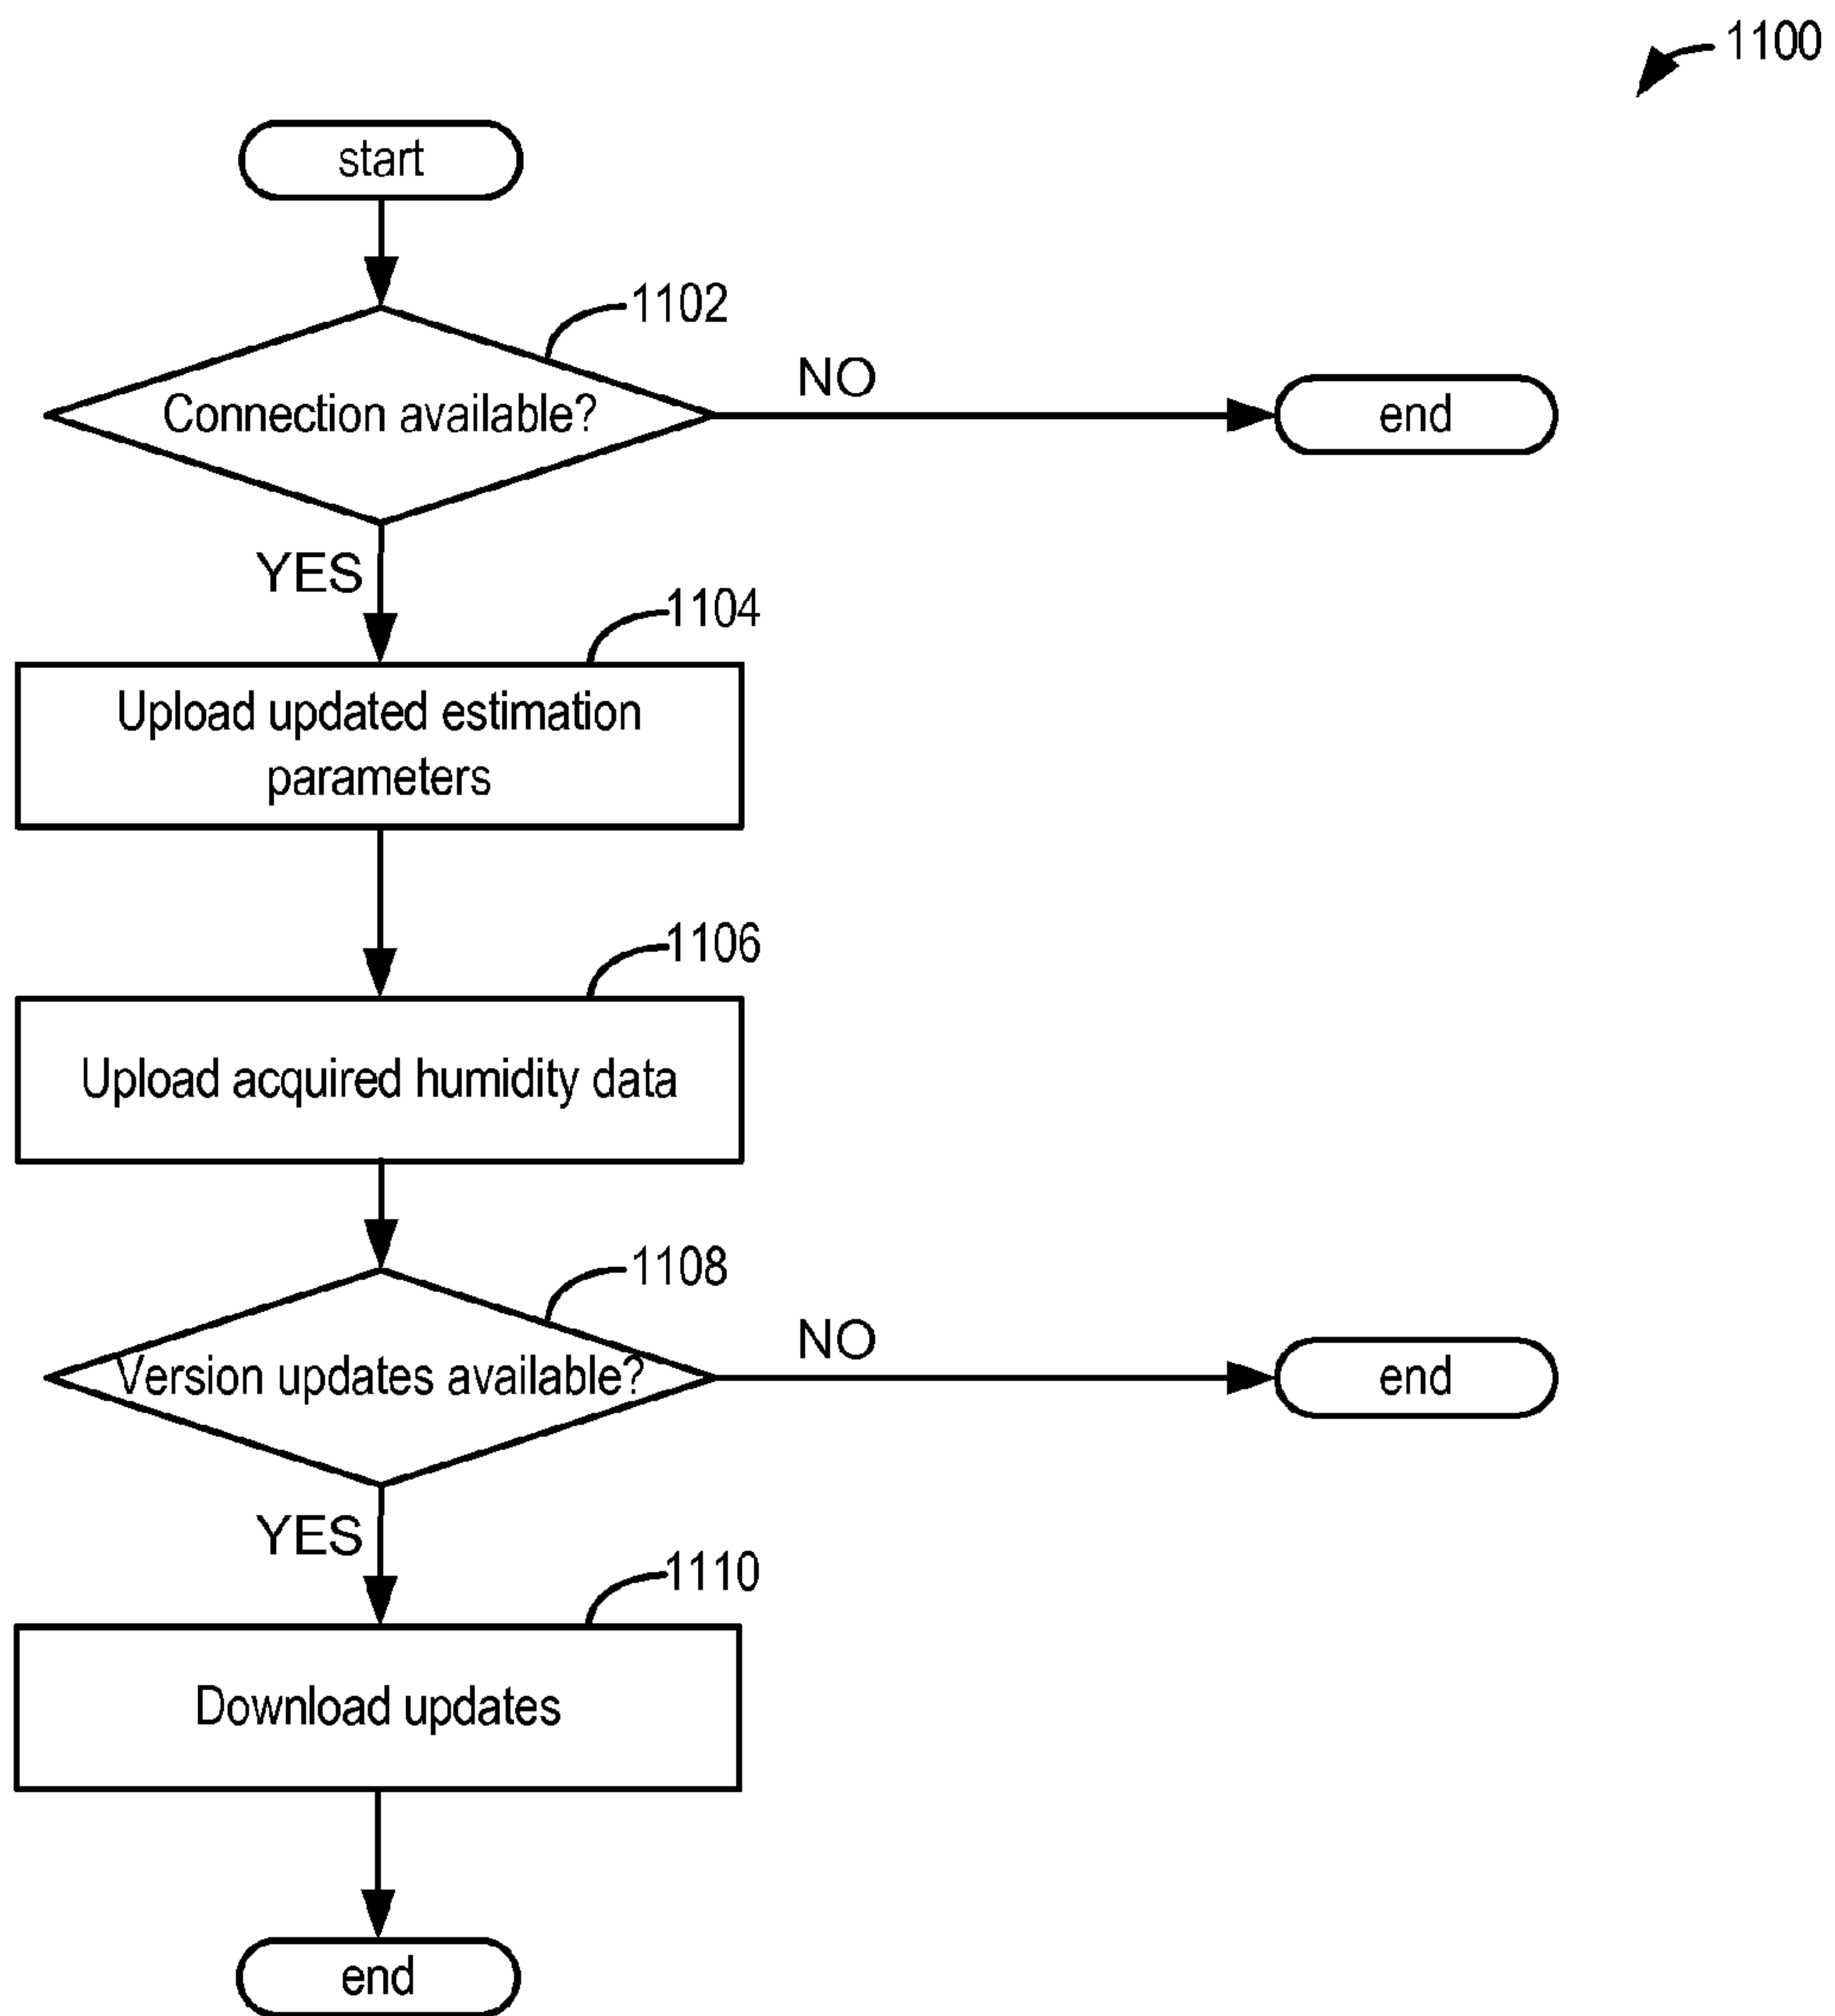 1100
start
1102
Connection available?
NO
end
YES
1104
Upload updated estimation
parameters
1106
Upload acquired humidity data
1108
Version updates available?
NO
end
YES
1110
Download updates
end